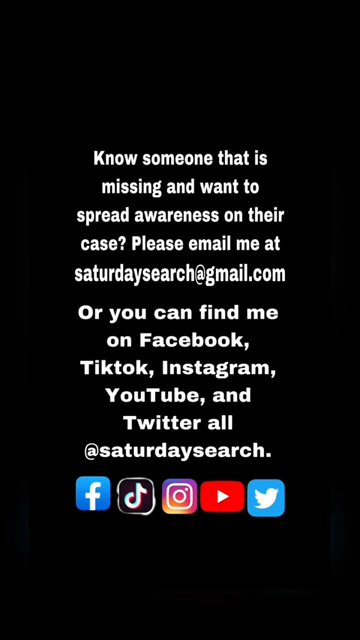 Know someone that is
missing and want to
spread awareness on their
case? Please email me at
saturdaysearch@gmail.com
Or you can find me
on Facebook,
Tiktok, Instagram,
YouTube, and
Twitter all
@saturdaysearch.